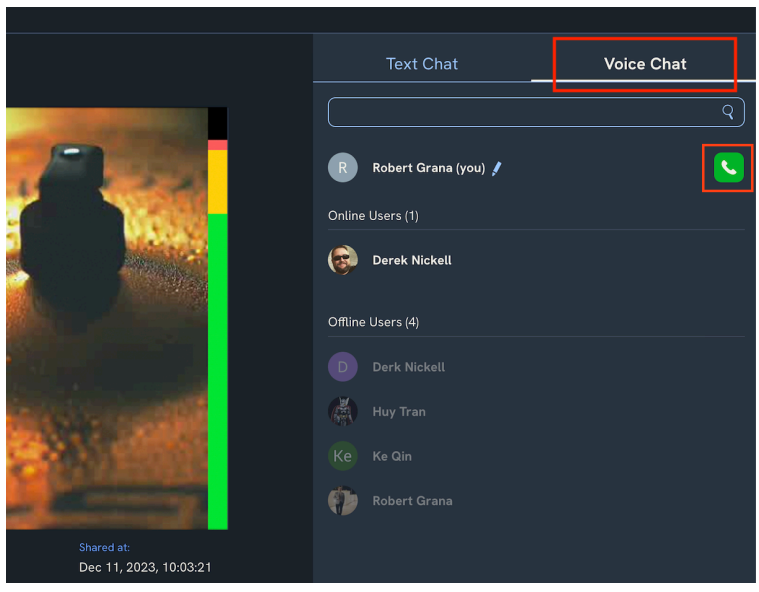 Text Chat
Voice Chat
R
Robert Grana (you)
Online Users (1)
Derek Nickell
Offline Users (4)
D
Derk Nickell
Huy Tran
Ke
Ke Qin
Robert Grana
Shared at:
Dec 11, 2023, 10:03:21